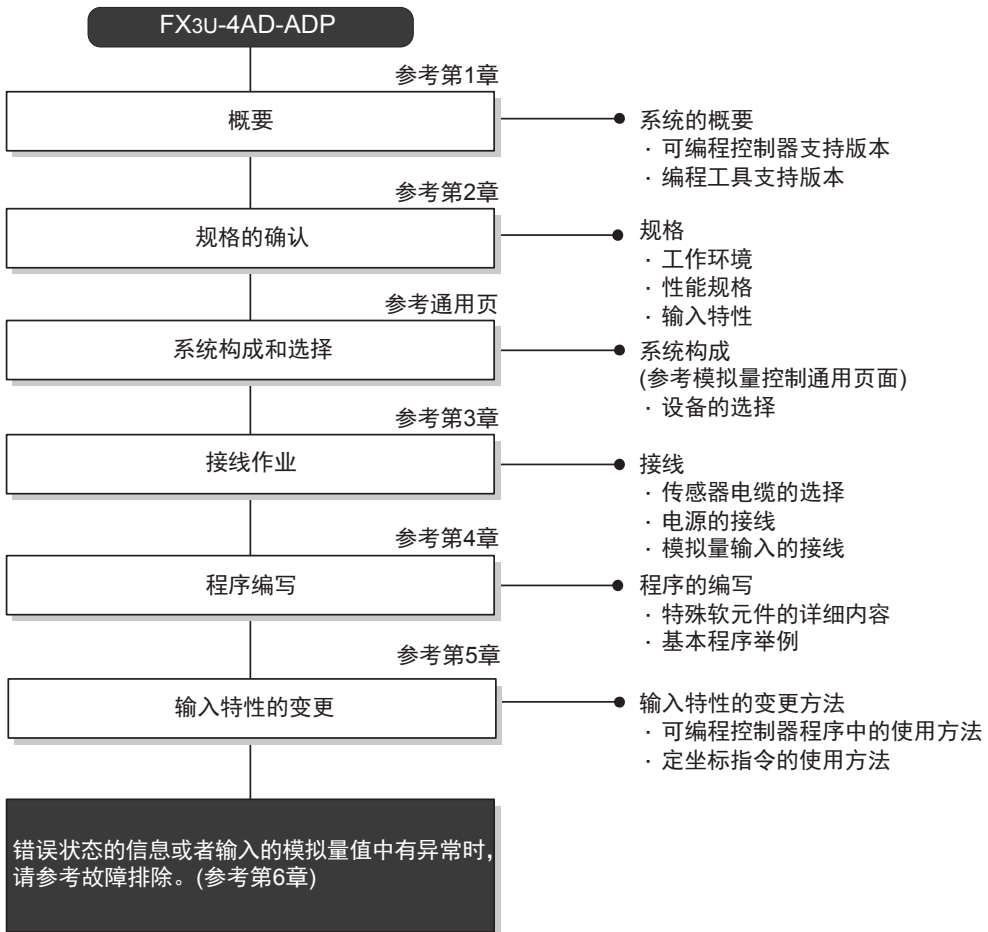 FX3U-4AD-ADP
参考第1章
概要
系统的概要
· 可编程控制器支持版本
· 编程工具支持版本
参考第2章
规格的确认
规格
· 工作环境
· 性能规格
· 输入特性
参考通用页
系统构成和选择
系统构成
(参考模拟量控制通用页面)
· 设备的选择
参考第3章
接线作业
接线
· 传感器电缆的选择
· 电源的接线
· 模拟量输入的接线
参考第4章
程序编写
程序的编写
· 特殊软元件的详细内容
· 基本程序举例
参考第5章
输入特性的变更
输入特性的变更方法
· 可编程控制器程序中的使用方法
· 定坐标指令的使用方法
错误状态的信息或者输入的模拟量值中有异常时,
请参考故障排除。(参考第6章)